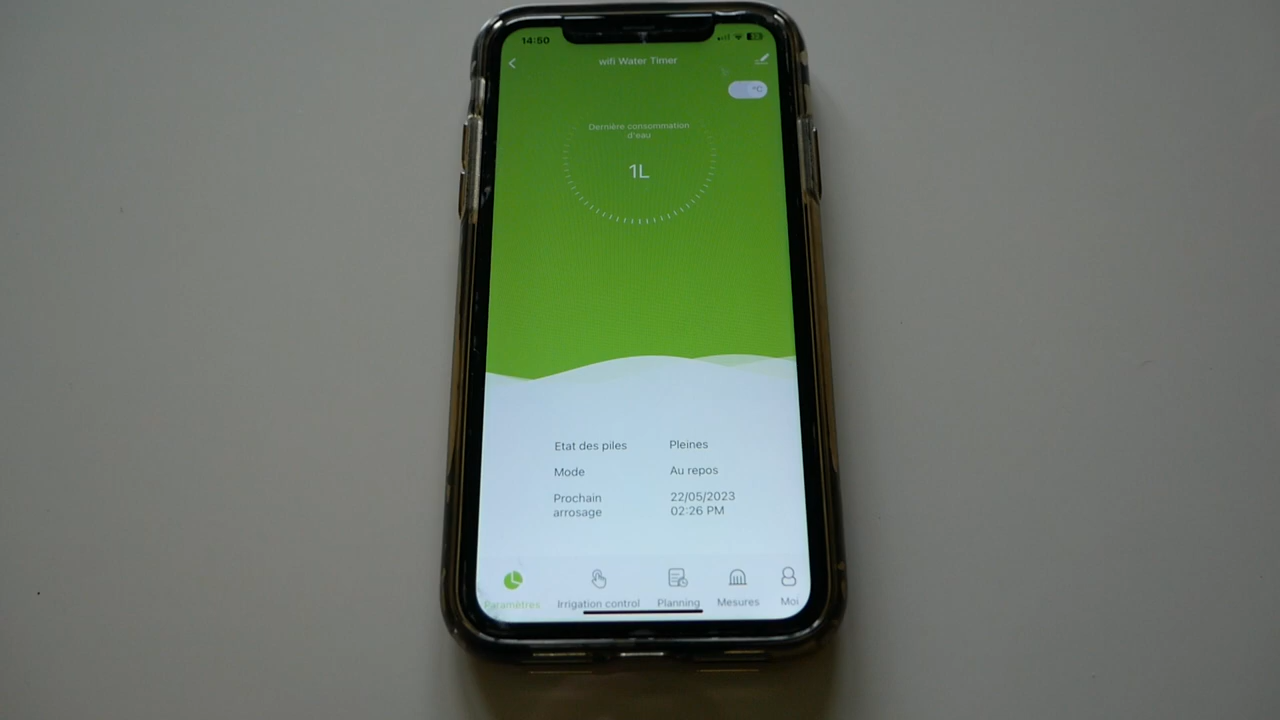 14:50
wifi Water Timer
°C
Dernière consommation
d'eau
1L
Etat des piles Pleines
Mode Au repos
Prochain 22/05/2023
arrosage 02:26 PM
Paramètres Irrigation control Planning Mesures Moi